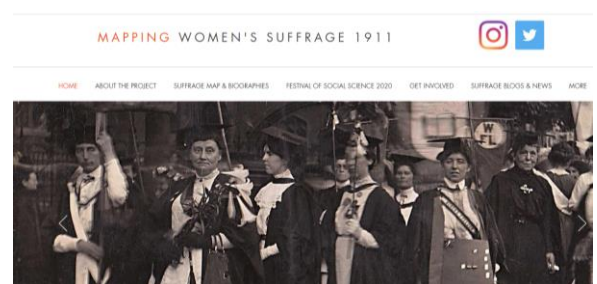 MAPPING WOMEN'S SUFFRAGE 1911
HOME ABOUT THE PROJECT SUFFRAGE MAP & BIOGRAPHIES FESTIVAL OF SOCIAL SCIENCE 2020 GET INVOLVED SUFFRAGE BLOGS & NEWS MORE
W
FL